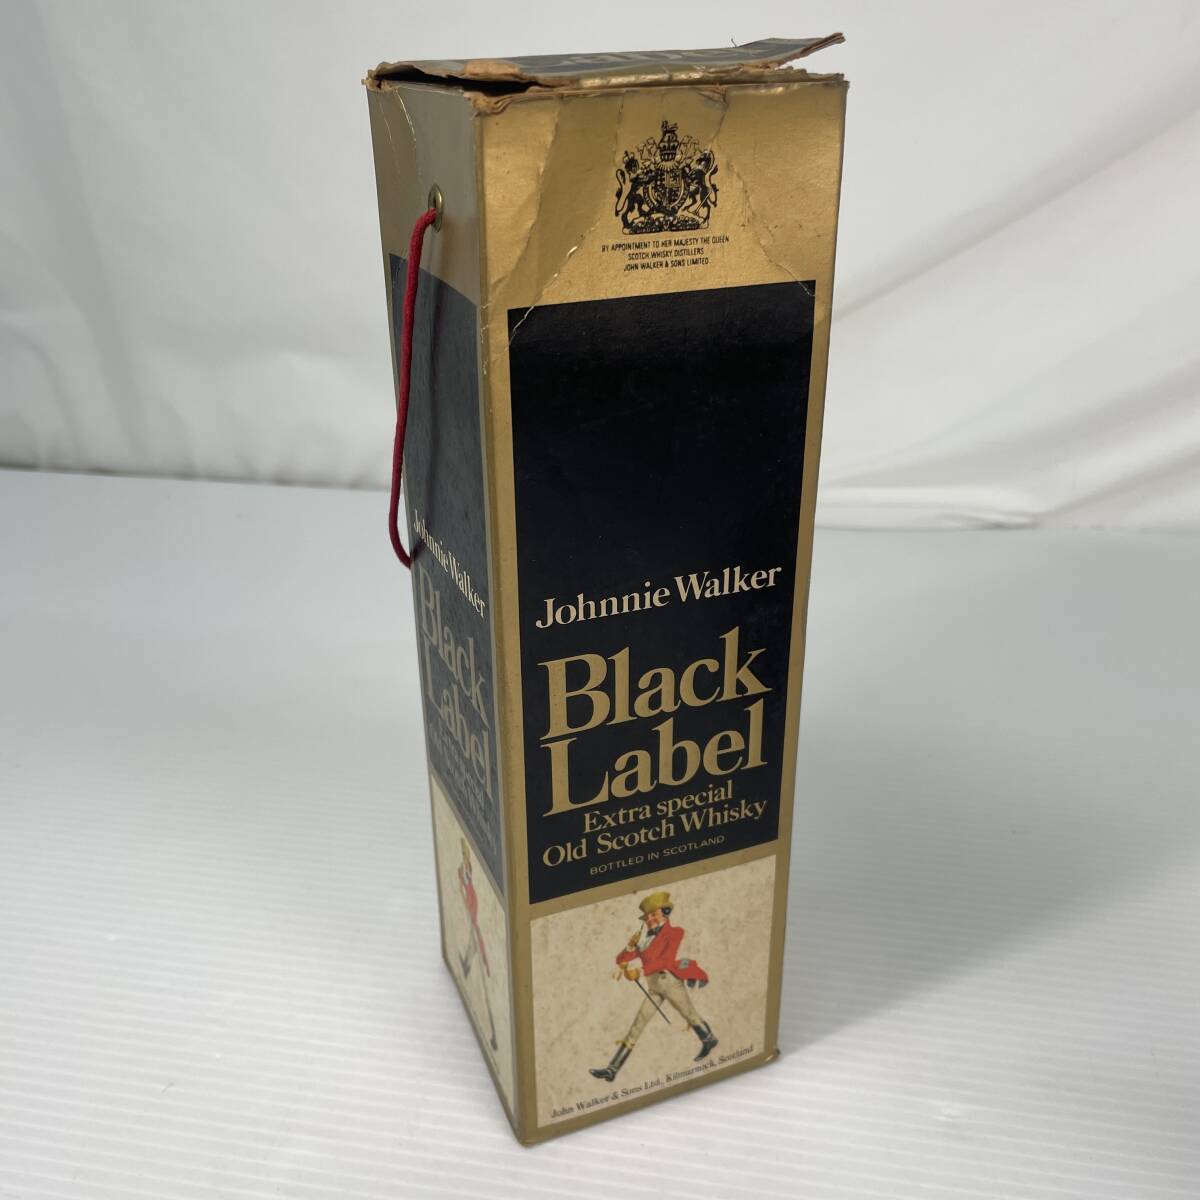 BY APPOINTMENT TO HER MAJESTY THE QUEEN
SCOTCH WHISKY DISTILLERS
JOHN WALKER & SONS LIMITED
Johnnie Walker
Black
Label
Extra special
Old Scotch Whisky
BOTTLED IN SCOTLAND
John Walker & Sons Ltd., Kilmarnock, Scotland
Johnnie Walker
Black
Label